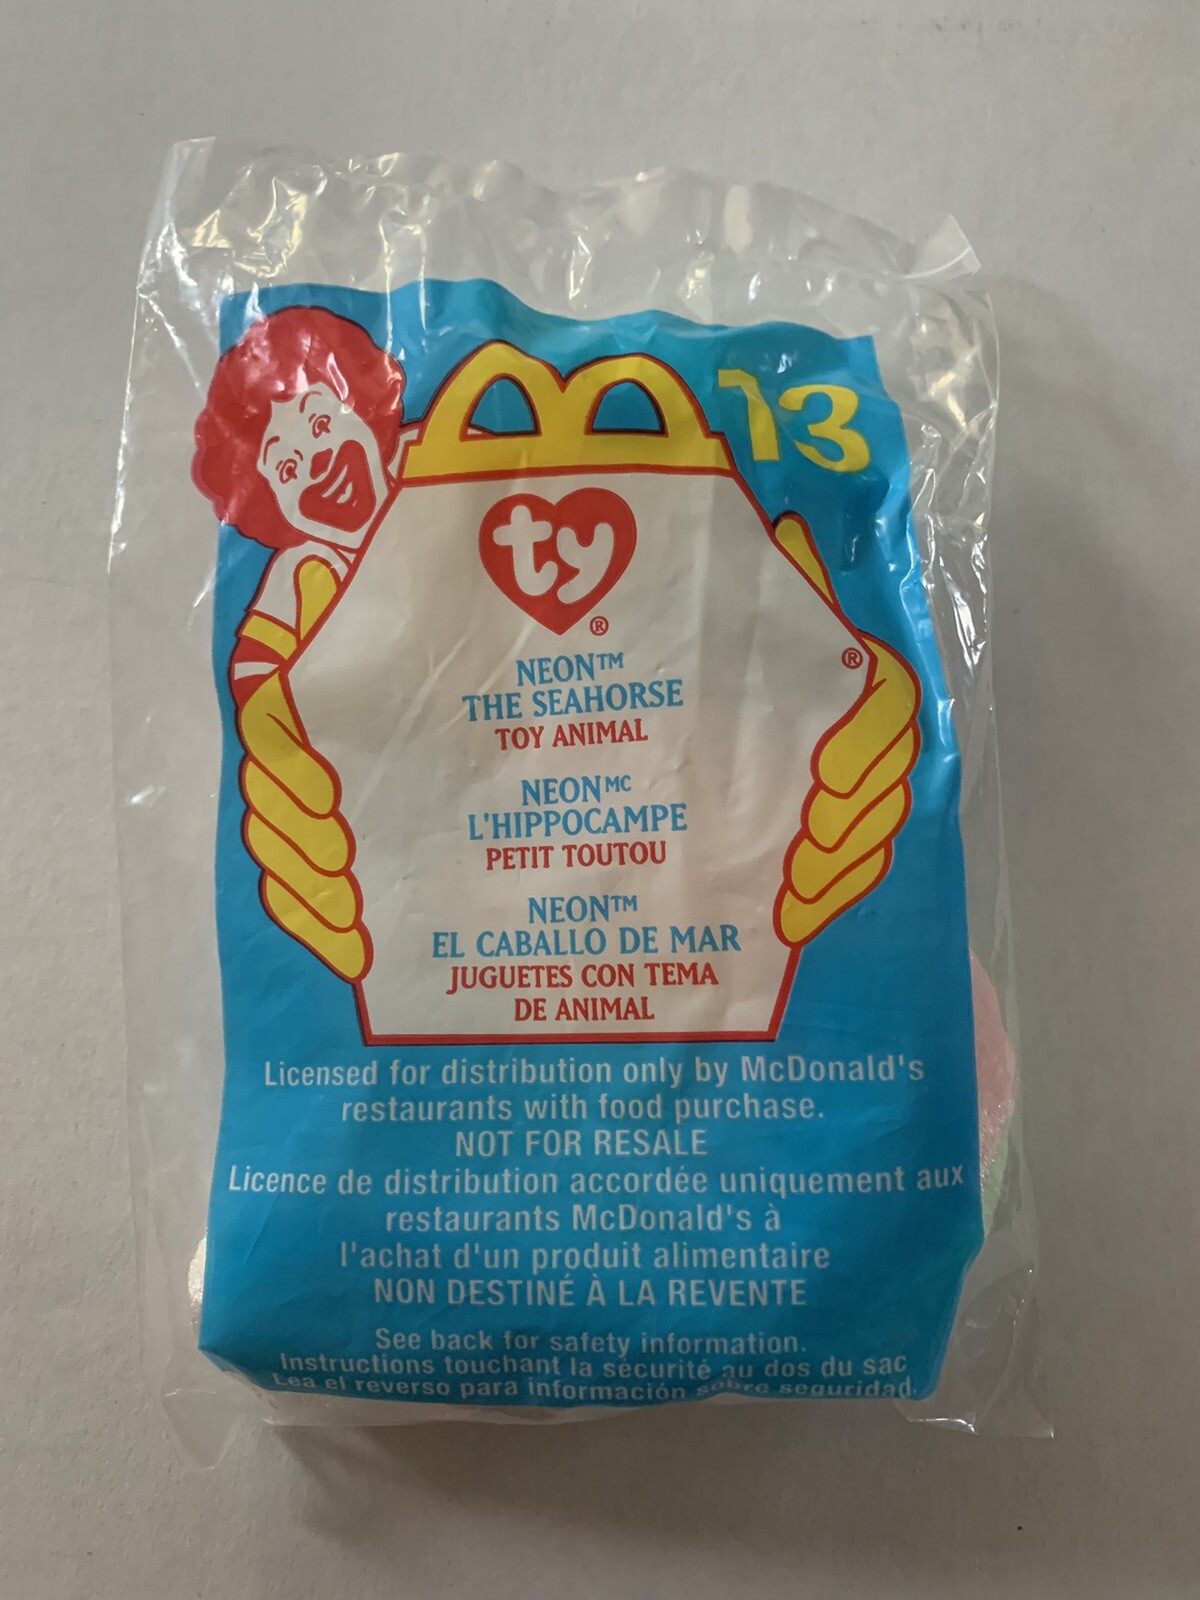 13
ty®
NEON™
THE SEAHORSE
TOY ANIMAL
®
NEONMC
L'HIPPOCAMPE
PETIT TOUTOU
NEON™
EL CABALLO DE MAR
JUGUETES CON TEMA
DE ANIMAL
Licensed for distribution only by McDonald's
restaurants with food purchase.
NOT FOR RESALE
Licence de distribution accordée uniquement aux
restaurants McDonald's à
l'achat d'un produit alimentaire
NON DESTINÉ À LA REVENTE
See back for safety information.
Instructions touchant la sécurité au dos du sac
Lea el reverso para información sobre seguridad.